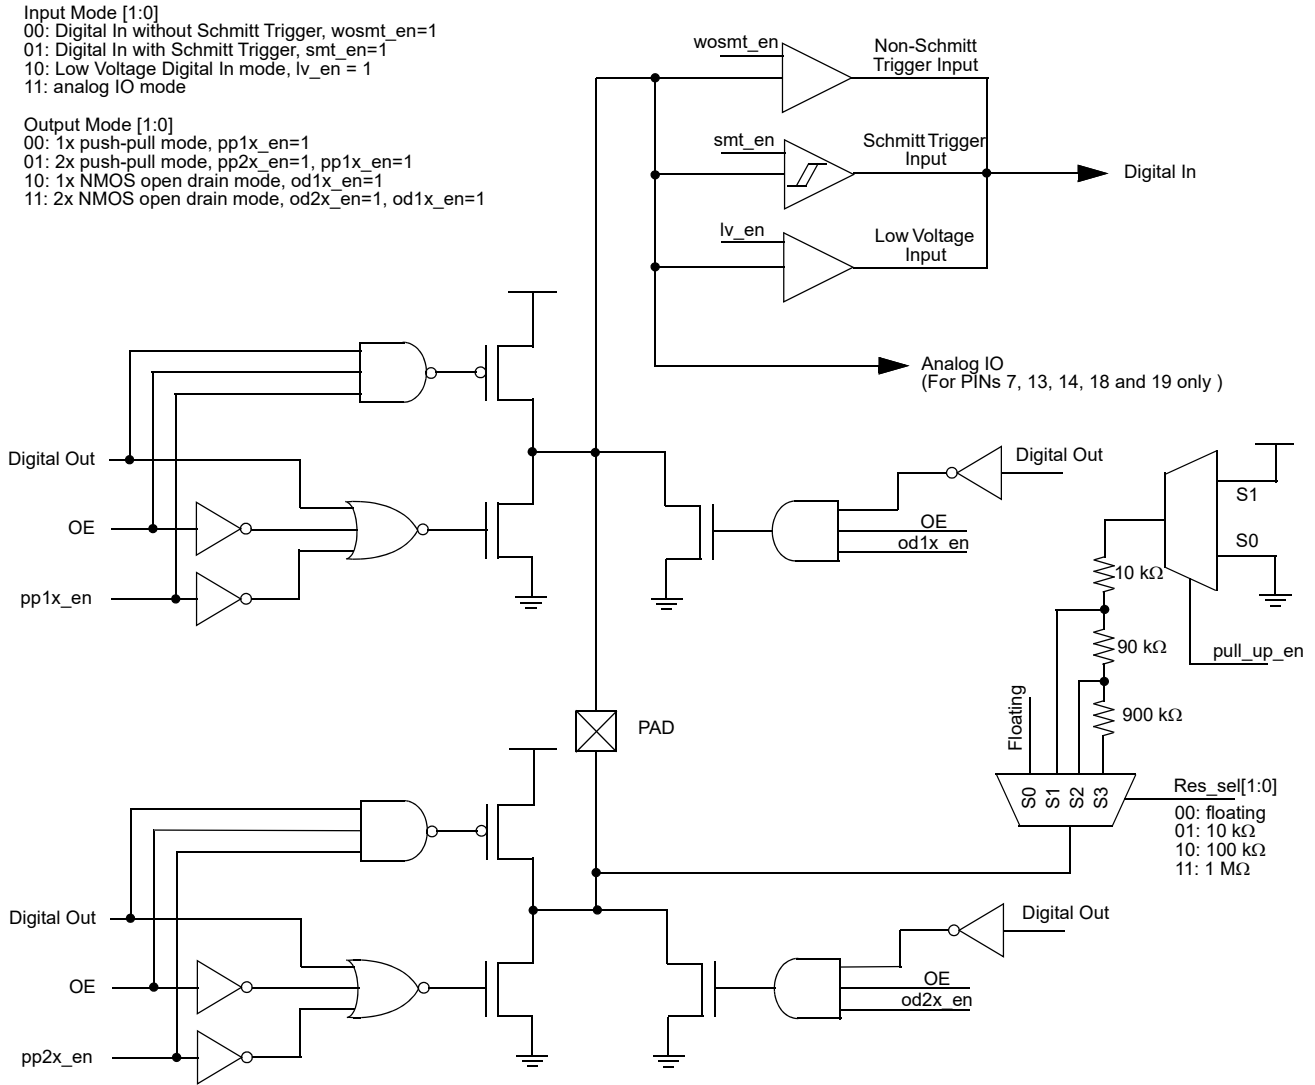 Input Mode [1:0]
00: Digital In without Schmitt Trigger, wosmt_en=1
01: Digital In with Schmitt Trigger, smt_en=1
10: Low Voltage Digital In mode, lv_en = 1
11: analog IO mode
Output Mode [1:0]
00: 1x push-pull mode, pp1x_en=1
01: 2x push-pull mode, pp2x_en=1, pp1x_en=1
10: 1x NMOS open drain mode, od1x_en=1
11: 2x NMOS open drain mode, od2x_en=1, od1x_en=1
wosmt_en
Non-Schmitt
Trigger Input
smt_en
Schmitt Trigger
Input
Digital In
lv_en
Low Voltage
Input
Analog IO
(For PINs 7, 13, 14, 18 and 19 only )
Digital Out
OE
pp1x_en
Digital Out
OE
od1x_en
S1
S0
10 kΩ
90 kΩ
pull_up_en
900 kΩ
Floating
PAD
S0
S1
S2
S3
Res_sel[1:0]
00: floating
01: 10 kΩ
10: 100 kΩ
11: 1 MΩ
Digital Out
OE
pp2x_en
Digital Out
OE
od2x_en